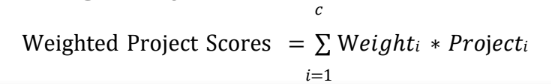 c
Weighted Project Scores = ∑ Weightᵢ * Projectᵢ
i=1